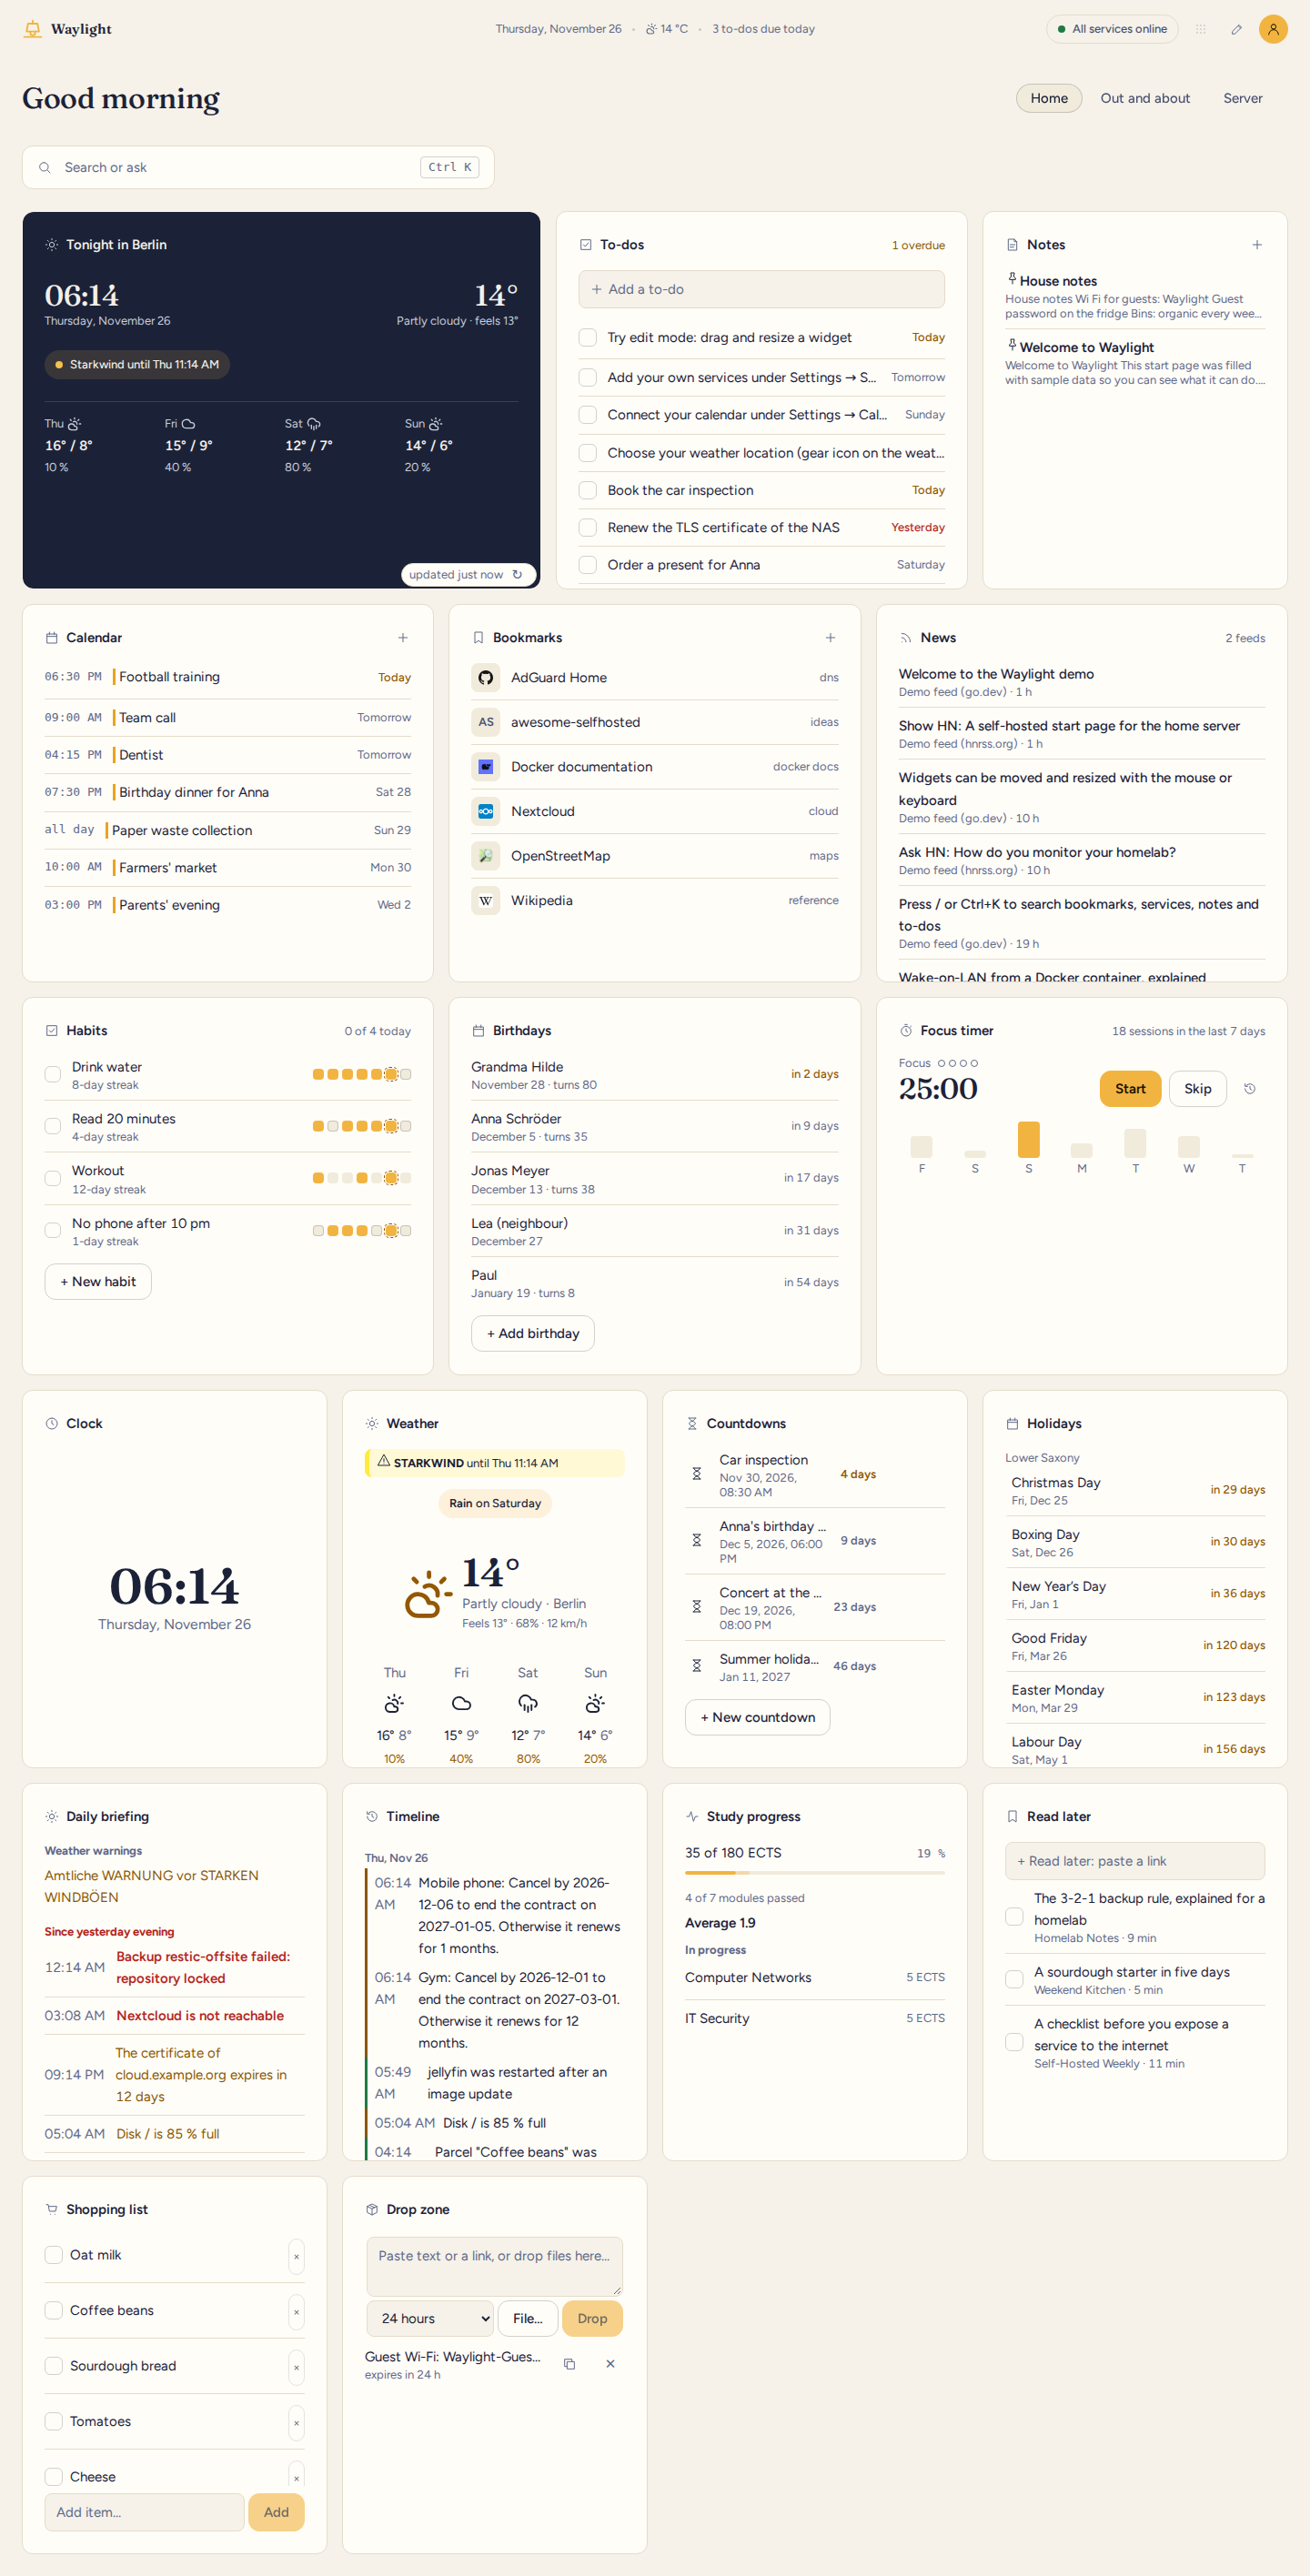 Waylight
Thursday, November 26 • 14 °C • 3 to-dos due today
All services online
Good morning
Home
Out and about
Server
Search or ask
Ctrl K
Tonight in Berlin
06:14
Thursday, November 26
14°
Partly cloudy · feels 13°
Starkwind until Thu 11:14 AM
Thu
Fri
Sat
Sun
16° / 8°
15° / 9°
12° / 7°
14° / 6°
10 %
40 %
80 %
20 %
updated just now ↻
To-dos
1 overdue
+ Add a to-do
Try edit mode: drag and resize a widget
Today
Add your own services under Settings → S...
Tomorrow
Connect your calendar under Settings → Cal...
Sunday
Choose your weather location (gear icon on the weat...
Book the car inspection
Today
Renew the TLS certificate of the NAS
Yesterday
Order a present for Anna
Saturday
Notes
+
House notes
House notes Wi Fi for guests: Waylight Guest
password on the fridge Bins: organic every wee...
Welcome to Waylight
Welcome to Waylight This start page was filled
with sample data so you can see what it can do....
Calendar
+
06:30 PM Football training
Today
09:00 AM Team call
Tomorrow
04:15 PM Dentist
Tomorrow
07:30 PM Birthday dinner for Anna
Sat 28
all day Paper waste collection
Sun 29
10:00 AM Farmers' market
Mon 30
03:00 PM Parents' evening
Wed 2
Bookmarks
+
AdGuard Home
dns
AS awesome-selfhosted
ideas
Docker documentation
docker docs
Nextcloud
cloud
OpenStreetMap
maps
W Wikipedia
reference
News
2 feeds
Welcome to the Waylight demo
Demo feed (go.dev) · 1 h
Show HN: A self-hosted start page for the home server
Demo feed (hnrss.org) · 1 h
Widgets can be moved and resized with the mouse or
keyboard
Demo feed (go.dev) · 10 h
Ask HN: How do you monitor your homelab?
Demo feed (hnrss.org) · 10 h
Press / or Ctrl+K to search bookmarks, services, notes and
to-dos
Demo feed (go.dev) · 19 h
Wake-on-LAN from a Docker container, explained
Habits
0 of 4 today
Drink water
8-day streak
Read 20 minutes
4-day streak
Workout
12-day streak
No phone after 10 pm
1-day streak
+ New habit
Birthdays
Grandma Hilde
November 28 · turns 80
in 2 days
Anna Schröder
December 5 · turns 35
in 9 days
Jonas Meyer
December 13 · turns 38
in 17 days
Lea (neighbour)
December 27
in 31 days
Paul
January 19 · turns 8
in 54 days
+ Add birthday
Focus timer
18 sessions in the last 7 days
Focus
25:00
Start
Skip
F S S M T W T
Clock
06:14
Thursday, November 26
Weather
STARKWIND until Thu 11:14 AM
Rain on Saturday
14°
Partly cloudy · Berlin
Feels 13° · 68% · 12 km/h
Thu
Fri
Sat
Sun
16° 8°
15° 9°
12° 7°
14° 6°
10%
40%
80%
20%
Countdowns
Car inspection
Nov 30, 2026,
08:30 AM
4 days
Anna's birthday ...
Dec 5, 2026, 06:00
PM
9 days
Concert at the ...
Dec 19, 2026,
08:00 PM
23 days
Summer holida...
Jan 11, 2027
46 days
+ New countdown
Holidays
Lower Saxony
Christmas Day
Fri, Dec 25
in 29 days
Boxing Day
Sat, Dec 26
in 30 days
New Year's Day
Fri, Jan 1
in 36 days
Good Friday
Fri, Mar 26
in 120 days
Easter Monday
Mon, Mar 29
in 123 days
Labour Day
Sat, May 1
in 156 days
Daily briefing
Weather warnings
Amtliche WARNUNG vor STARKEN
WINDBÖEN
Since yesterday evening
12:14 AM
Backup restic-offsite failed:
repository locked
03:08 AM
Nextcloud is not reachable
09:14 PM
The certificate of
cloud.example.org expires in
12 days
05:04 AM
Disk / is 85 % full
Timeline
Thu, Nov 26
06:14
AM
Mobile phone: Cancel by 2026-
12-06 to end the contract on
2027-01-05. Otherwise it renews
for 1 months.
06:14
AM
Gym: Cancel by 2026-12-01 to
end the contract on 2027-03-01.
Otherwise it renews for 12
months.
05:49
AM
jellyfin was restarted after an
image update
05:04 AM Disk / is 85 % full
04:14 Parcel "Coffee beans" was
Study progress
35 of 180 ECTS
19 %
4 of 7 modules passed
Average 1.9
In progress
Computer Networks
5 ECTS
IT Security
5 ECTS
Read later
+ Read later: paste a link
The 3-2-1 backup rule, explained for a
homelab
Homelab Notes · 9 min
A sourdough starter in five days
Weekend Kitchen · 5 min
A checklist before you expose a
service to the internet
Self-Hosted Weekly · 11 min
Shopping list
Oat milk
×
Coffee beans
×
Sourdough bread
×
Tomatoes
×
Cheese
×
Add item...
Add
Drop zone
Paste text or a link, or drop files here...
24 hours
File...
Drop
Guest Wi-Fi: Waylight-Gues...
expires in 24 h